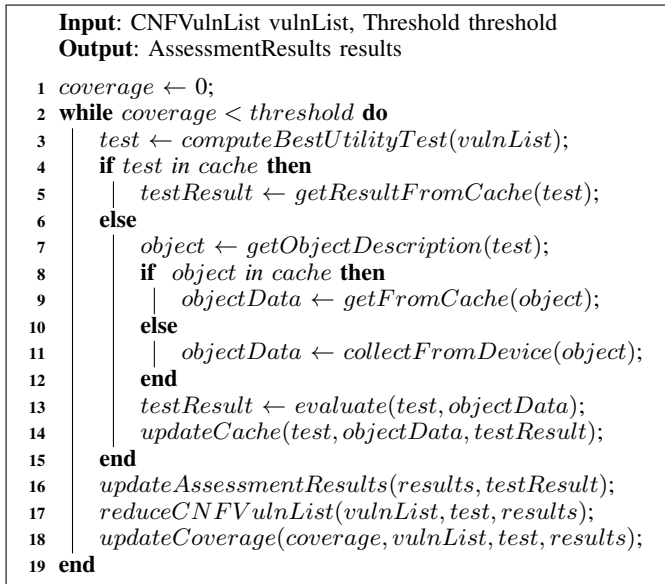 Input: CNFVulnList vulnList, Threshold threshold
Output: AssessmentResults results
1 coverage ← 0;
2 while coverage < threshold do
3 test ← computeBestUtilityTest(vulnList);
4 if test in cache then
5 testResult ← getResultFromCache(test);
6 else
7 object ← getObjectDescription(test);
8 if object in cache then
9 objectData ← getFromCache(object);
10 else
11 objectData ← collectFromDevice(object);
12 end
13 testResult ← evaluate(test, objectData);
14 updateCache(test, objectData, testResult);
15 end
16 updateAssessmentResults(results, testResult);
17 reduceCNFVulnList(vulnList, test, results);
18 updateCoverage(coverage, vulnList, test, results);
19 end